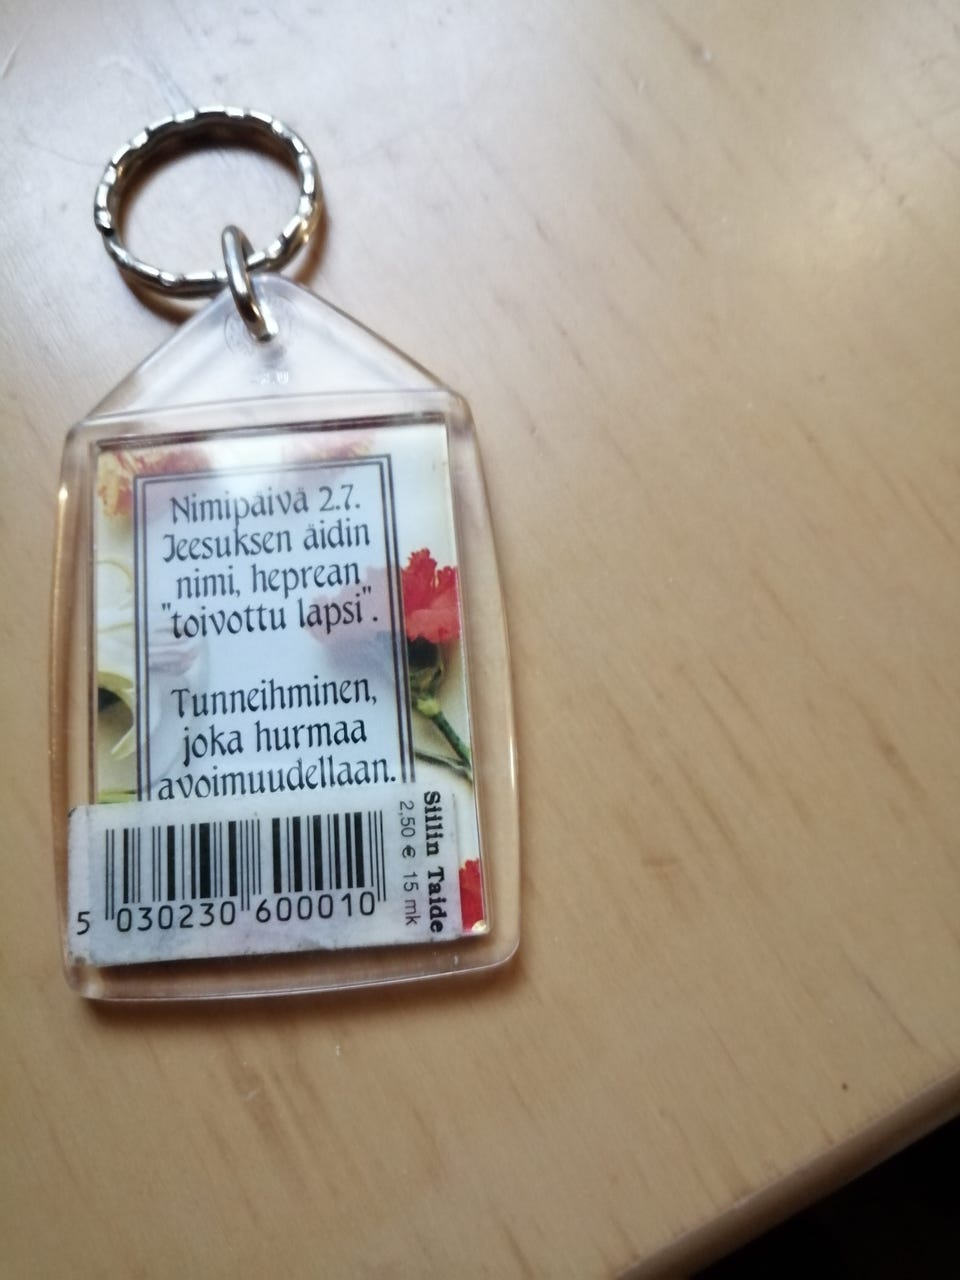 Nimipäivä 2.7.
Jeesuksen äidin
nimi, heprean
"toivottu lapsi".
Tunneihminen,
joka hurmaa
avoimuudellaan.
Siilin Taide
2,50 € 15 mk
5 030230 600010